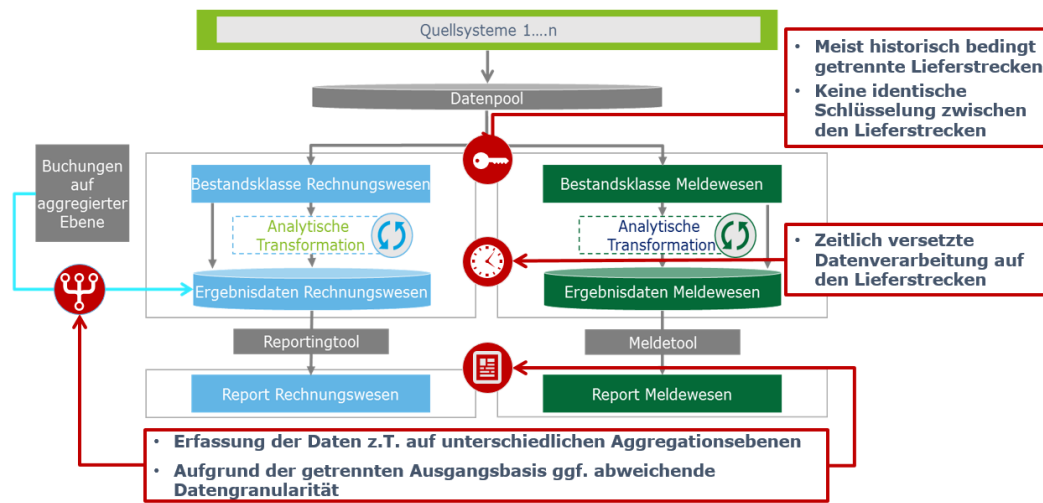 Quellsysteme 1….n
Datenpool
• Meist historisch bedingt
getrennte Lieferstrecken
• Keine identische
Schlüsselung zwischen
den Lieferstrecken
Buchungen
auf
aggregierter
Ebene
Bestandsklasse Rechnungswesen
Analytische
Transformation
Ergebnisdaten Rechnungswesen
Reportingtool
Report Rechnungswesen
Bestandsklasse Meldewesen
Analytische
Transformation
Ergebnisdaten Meldewesen
Meldetool
Report Meldewesen
• Zeitlich versetzte
Datenverarbeitung auf
den Lieferstrecken
• Erfassung der Daten z.T. auf unterschiedlichen Aggregationsebenen
• Aufgrund der getrennten Ausgangsbasis ggf. abweichende
Datengranularität